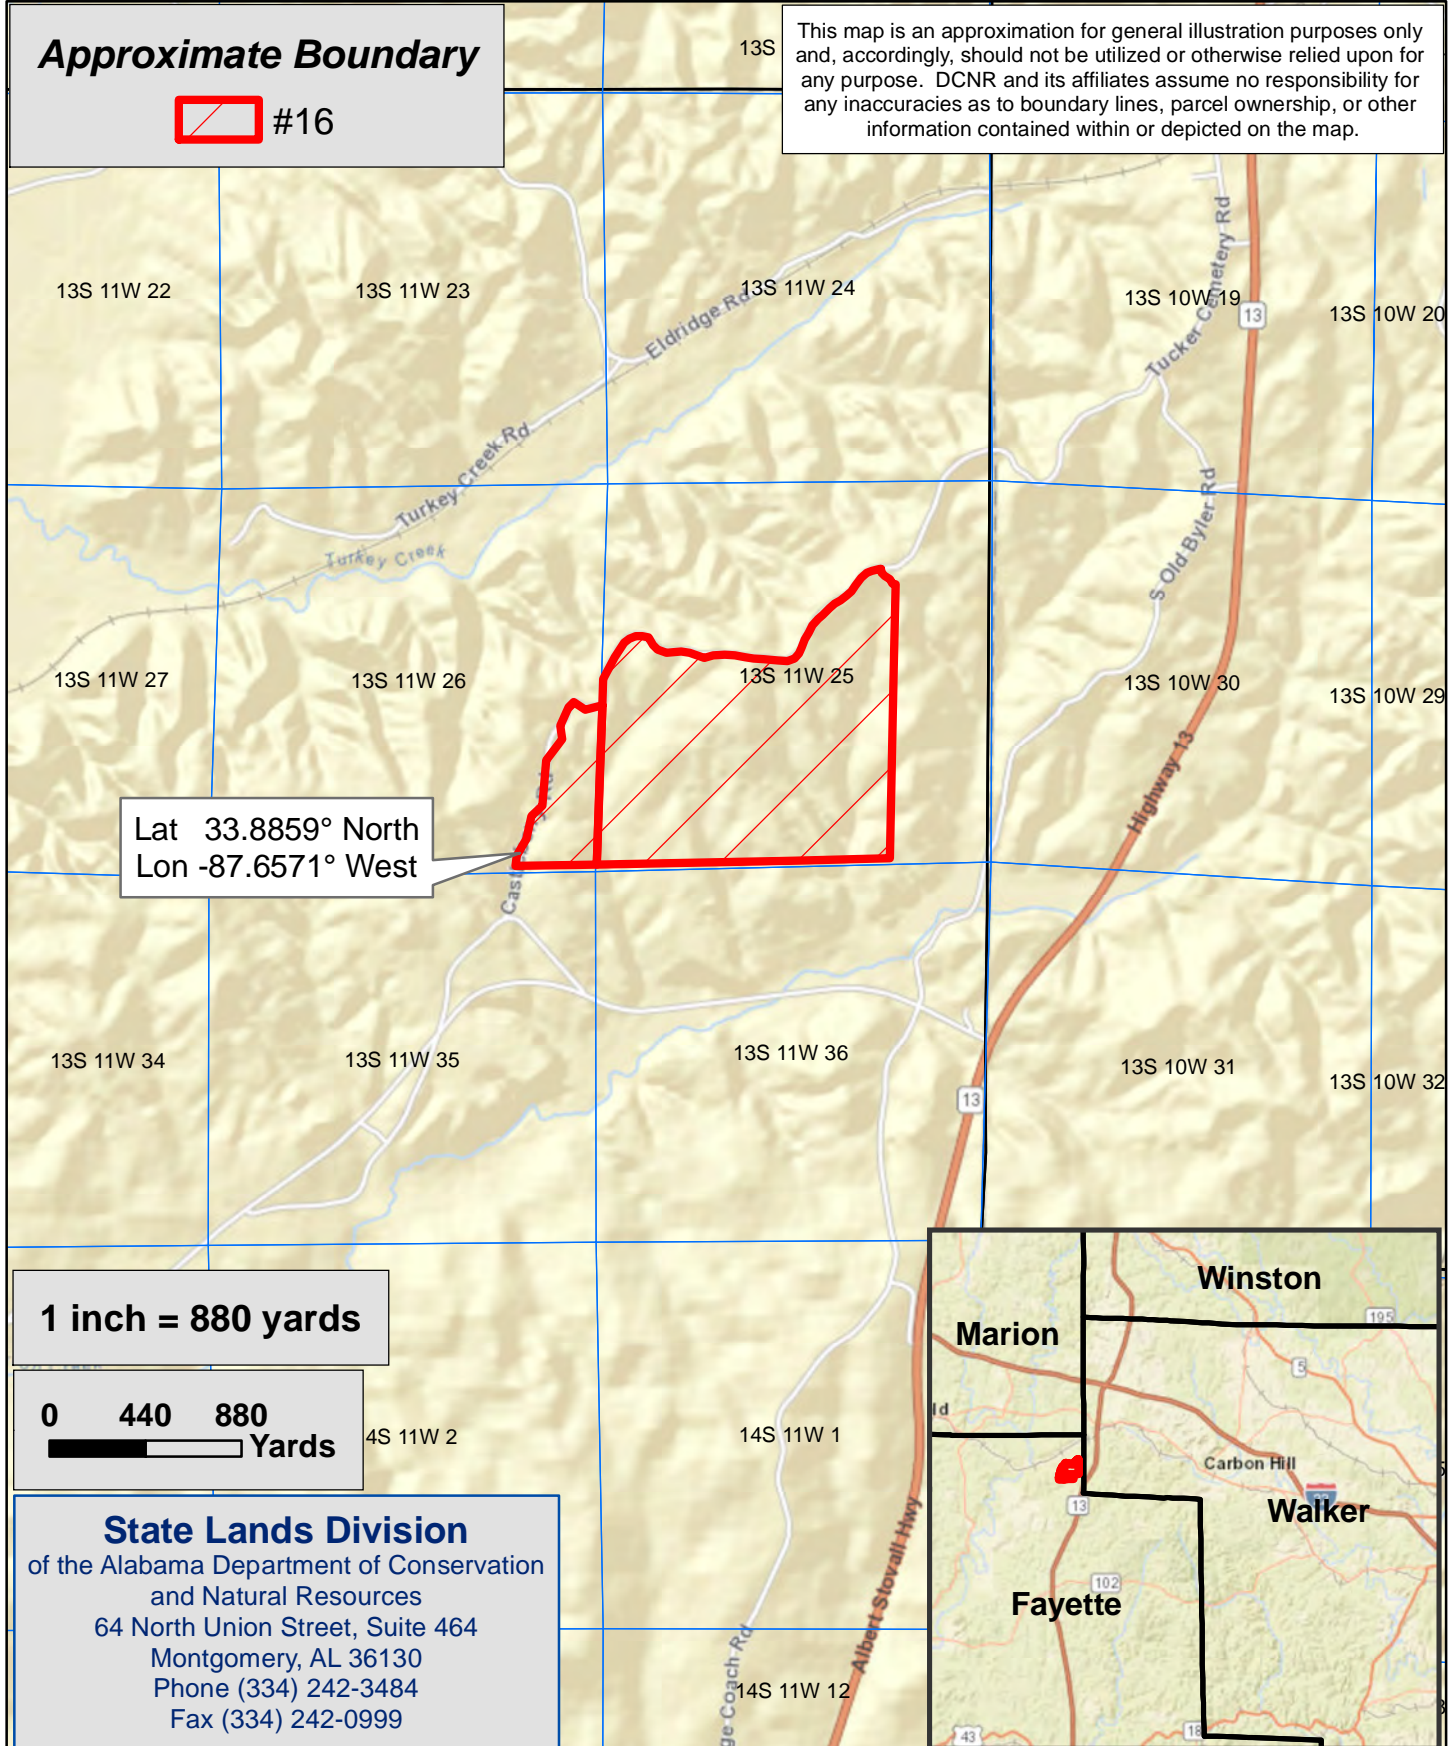 Approximate Boundary
#16
This map is an approximation for general illustration purposes only
and, accordingly, should not be utilized or otherwise relied upon for
any purpose. DCNR and its affiliates assume no responsibility for
any inaccuracies as to boundary lines, parcel ownership, or other
information contained within or depicted on the map.
13S
13S 11W 22
13S 11W 23
13S 11W 24
13S 10W 19
13S 10W 20
13
Eldridge Rd
Tucker Cemetery Rd
Turkey Creek Rd
Turkey Creek
S Old Byler Rd
13S 11W 27
13S 11W 26
13S 11W 25
13S 10W 30
13S 10W 29
Highway 13
Lat 33.8859° North
Lon -87.6571° West
Rd
13S 11W 34
13S 11W 35
13S 11W 36
13S 10W 31
13S 10W 32
13
1 inch = 880 yards
0 440 880
Yards
4S 11W 2
14S 11W 1
14S 11W 12
Albert Stovall Hwy
ge Coach Rd
State Lands Division
of the Alabama Department of Conservation
and Natural Resources
64 North Union Street, Suite 464
Montgomery, AL 36130
Phone (334) 242-3484
Fax (334) 242-0999
Winston
195
Marion
5
ld
Carbon Hill
13
Walker
102
Fayette
43
18